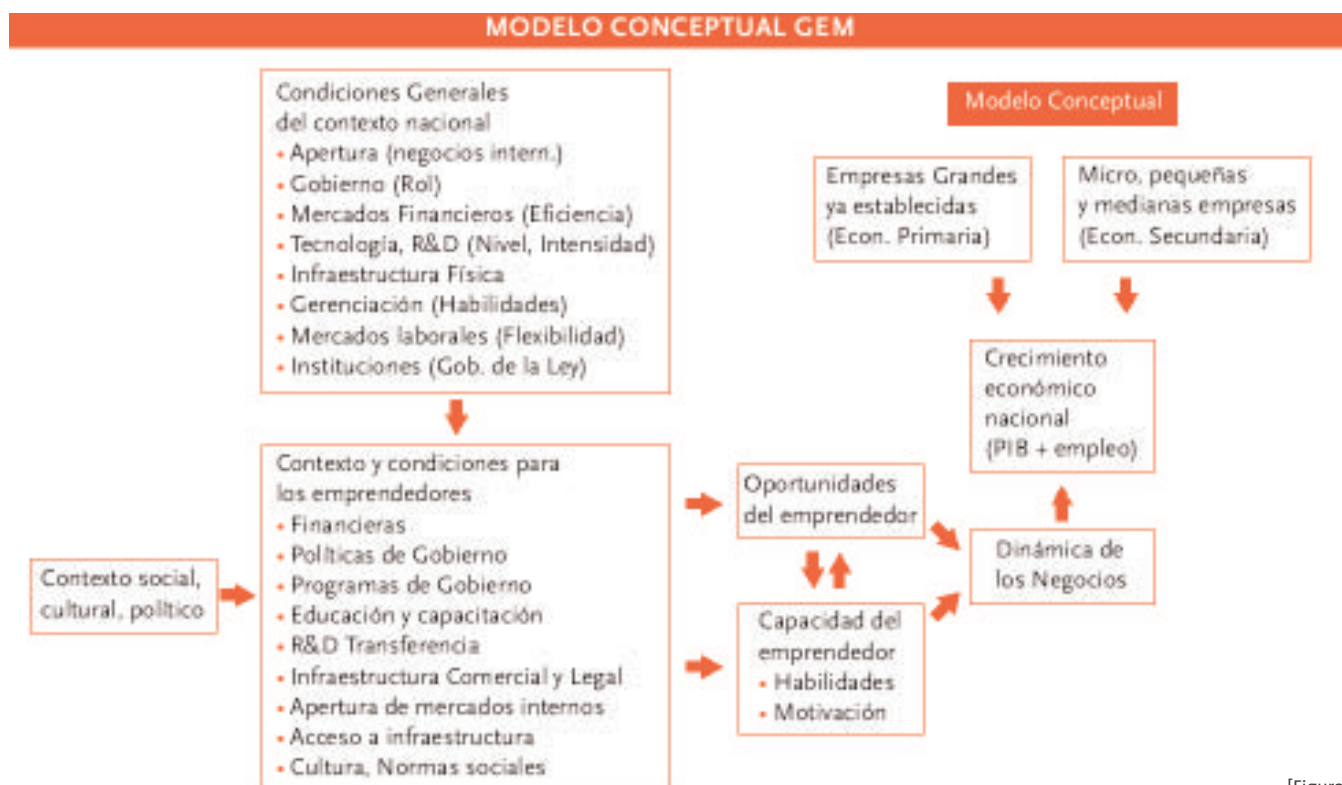 MODELO CONCEPTUAL GEM
Condiciones Generales
del contexto nacional
• Apertura (negocios intern.)
• Gobierno (Rol)
• Mercados Financieros (Eficiencia)
• Tecnología, R&D (Nivel, Intensidad)
• Infraestructura Física
• Gerenciación (Habilidades)
• Mercados laborales (Flexibilidad)
• Instituciones (Gob. de la Ley)
Modelo Conceptual
Empresas Grandes
ya establecidas
(Econ. Primaria)
Micro, pequeñas
y medianas empresas
(Econ. Secundaria)
Crecimiento
económico
nacional
(PIB + empleo)
Contexto social,
cultural, político
Contexto y condiciones para
los emprendedores
• Financieras
• Políticas de Gobierno
• Programas de Gobierno
• Educación y capacitación
• R&D Transferencia
• Infraestructura Comercial y Legal
• Apertura de mercados internos
• Acceso a infraestructura
• Cultura, Normas sociales
Oportunidades
del emprendedor
Capacidad del
emprendedor
• Habilidades
• Motivación
Dinámica de
los Negocios